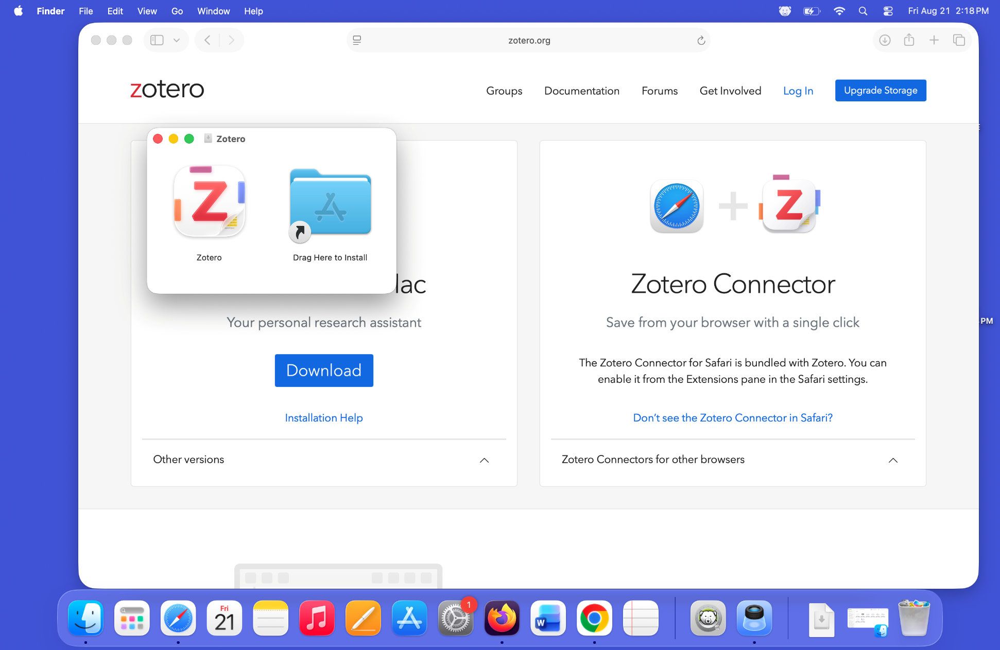 Finder File Edit View Go Window Help Fri Aug 21 2:18 PM
zotero.org
zotero Groups Documentation Forums Get Involved Log In Upgrade Storage
Zotero
Zotero Drag Here to Install
ac
Your personal research assistant
Download
Installation Help
Other versions
Zotero Connector
Save from your browser with a single click
The Zotero Connector for Safari is bundled with Zotero. You can
enable it from the Extensions pane in the Safari settings.
Don’t see the Zotero Connector in Safari?
Zotero Connectors for other browsers
PM
Fri
21
1
W